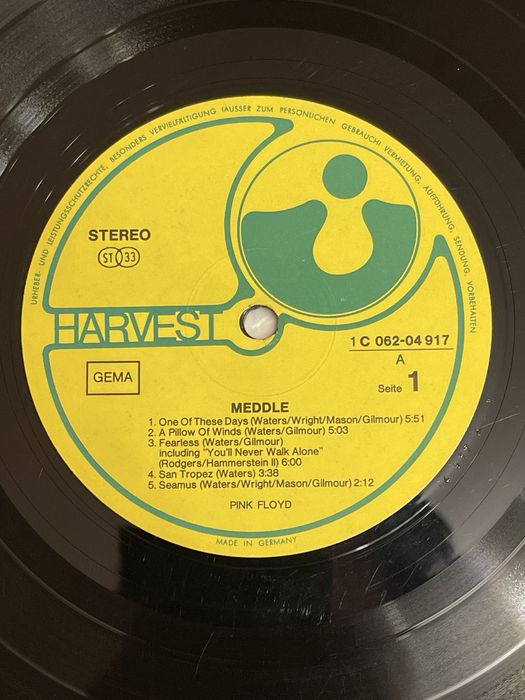 URHEBER- UND LEISTUNGSSCHUTZRECHTE, BESONDERS VERVIELFÄLTIGUNG (AUSSER ZUM PERSÖNLICHEN GEBRAUCH) VERMIETUNG, AUFFÜHRUNG, SENDUNG, VORBEHALTEN
STEREO
ST 33
HARVEST
1 C 062-04 917
A
Seite 1
GEMA
MEDDLE
1. One Of These Days (Waters/Wright/Mason/Gilmour) 5:51
2. A Pillow Of Winds (Waters/Gilmour) 5:03
3. Fearless (Waters/Gilmour)
including "You'll Never Walk Alone"
(Rodgers/Hammerstein II) 6:00
4. San Tropez (Waters) 3:38
5. Seamus (Waters/Wright/Mason/Gilmour) 2:12
PINK FLOYD
MADE IN GERMANY